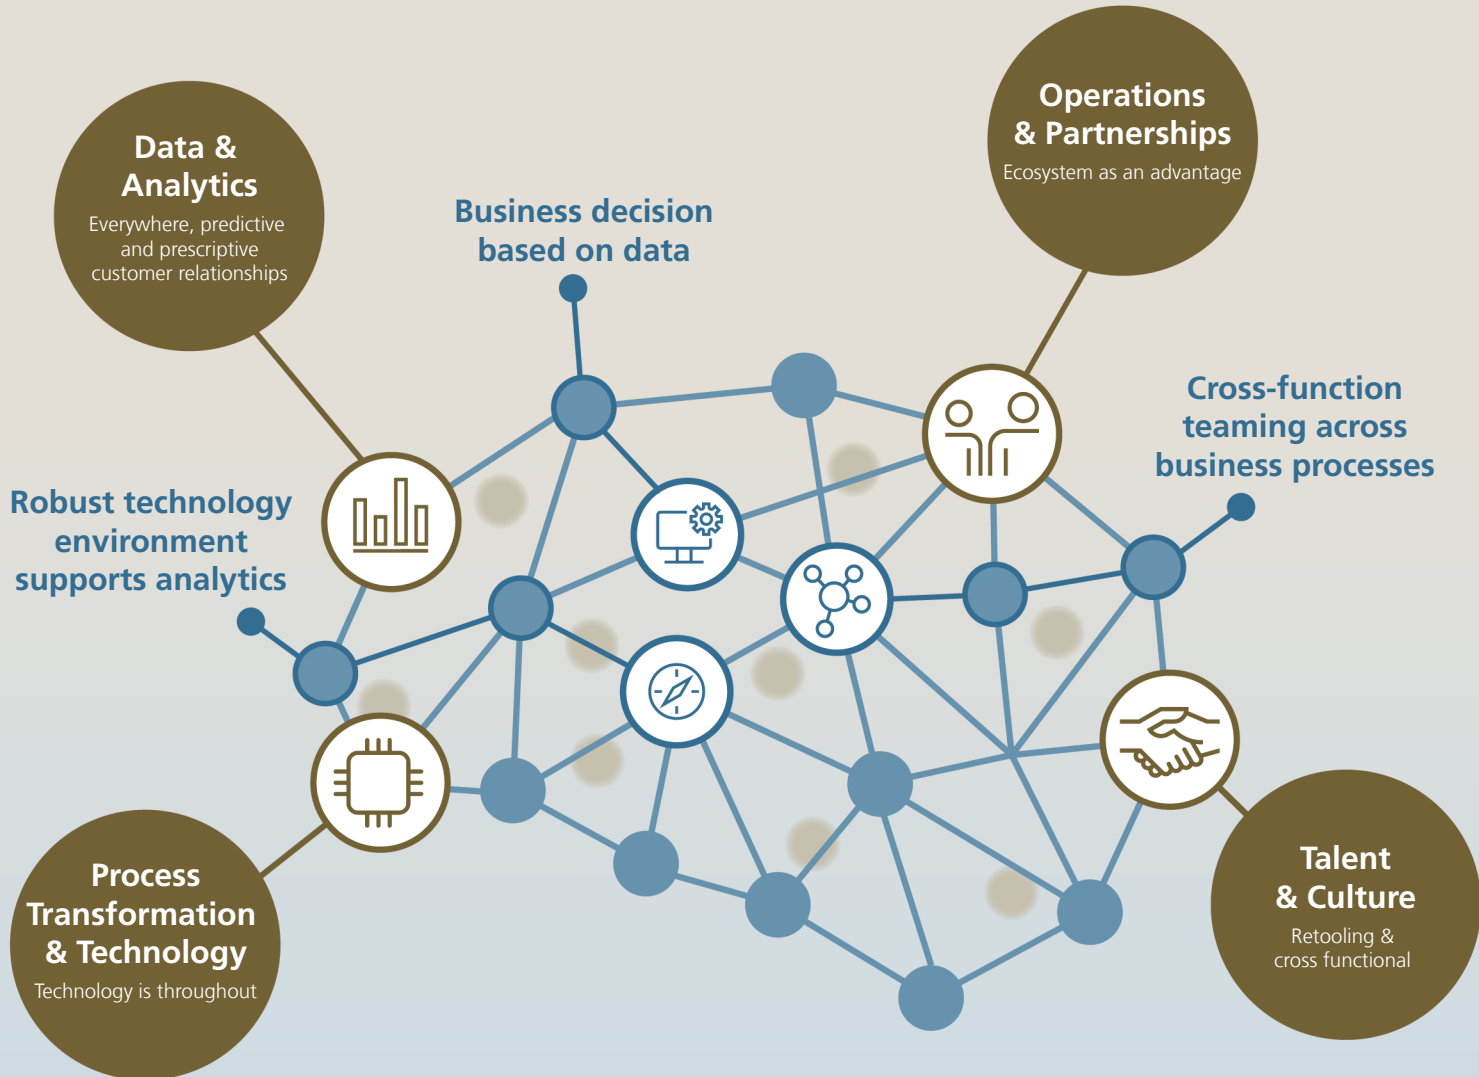 Data &
Analytics
Everywhere, predictive
and prescriptive
customer relationships
Business decision
based on data
Operations
& Partnerships
Ecosystem as an advantage
Cross-function
teaming across
business processes
Robust technology
environment
supports analytics
Process
Transformation
& Technology
Technology is throughout
Talent
& Culture
Retooling &
cross functional